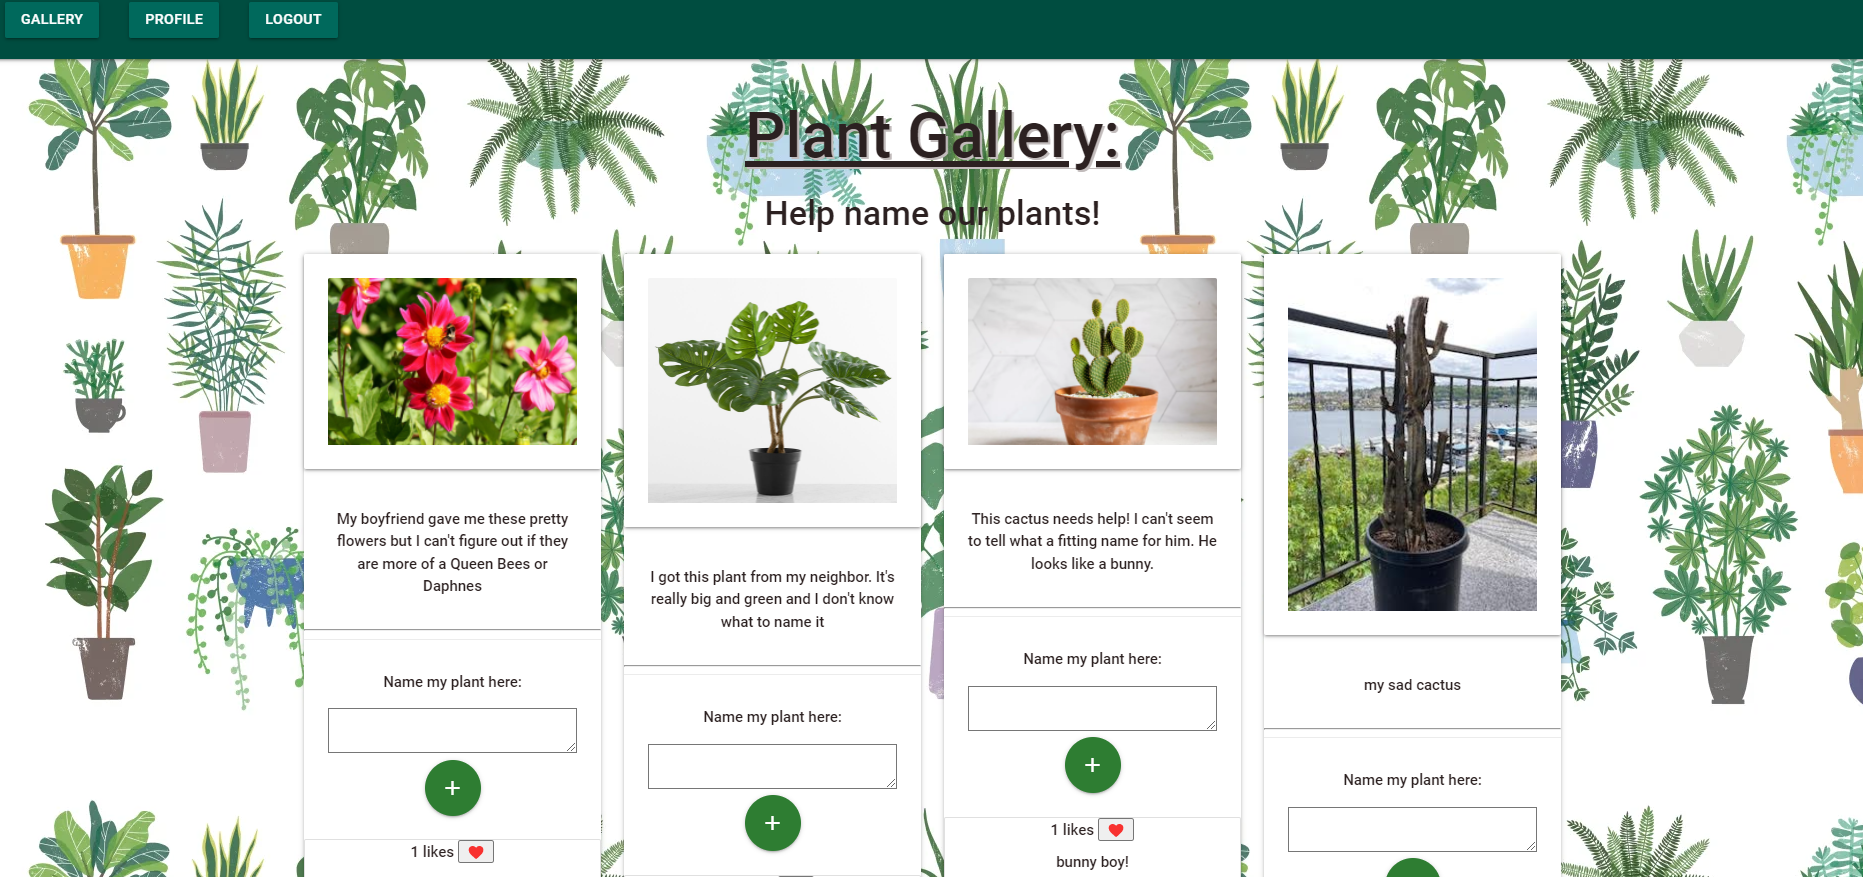 GALLERY PROFILE LOGOUT
Plant Gallery:
Help name our plants!
My boyfriend gave me these pretty
flowers but I can't figure out if they
are more of a Queen Bees or
Daphnes
Name my plant here:
+
1 likes
I got this plant from my neighbor. It's
really big and green and I don't know
what to name it
Name my plant here:
+
This cactus needs help! I can't seem
to tell what a fitting name for him. He
looks like a bunny.
Name my plant here:
+
1 likes
bunny boy!
my sad cactus
Name my plant here: